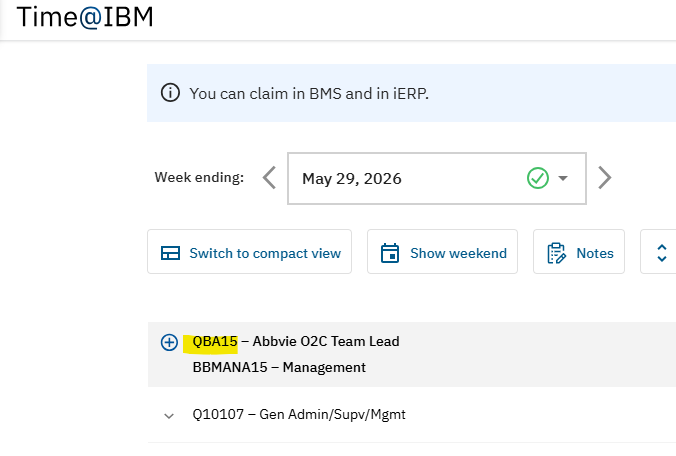 Time@IBM
You can claim in BMS and in iERP.
Week ending:
May 29, 2026
Switch to compact view
Show weekend
Notes
QBA15 – Abbvie O2C Team Lead
BBMANA15 – Management
Q10107 – Gen Admin/Supv/Mgmt